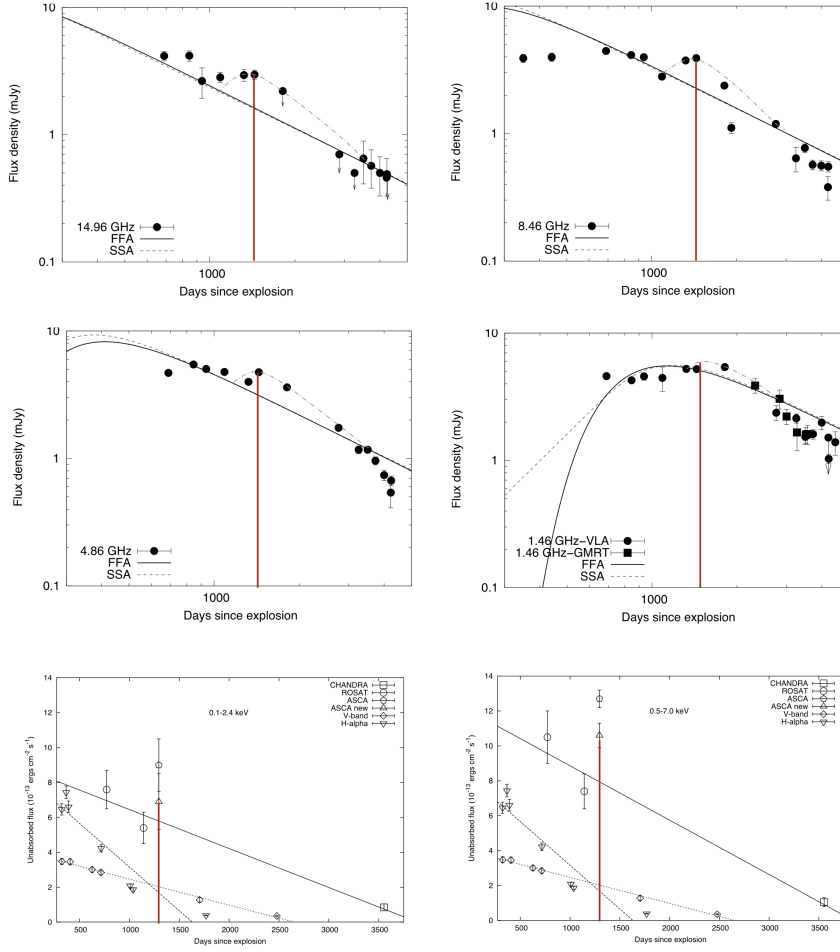 10
1
0.1
Flux density (mJy)
14.96 GHz
FFA
SSA
1000
Days since explosion
10
1
0.1
Flux density (mJy)
8.46 GHz
FFA
SSA
1000
Days since explosion
10
1
0.1
Flux density (mJy)
4.86 GHz
FFA
SSA
1000
Days since explosion
10
1
0.1
Flux density (mJy)
1.46 GHz-VLA
1.46 GHz-GMRT
FFA
SSA
1000
Days since explosion
14
12
10
8
6
4
2
0
Unabsorbed flux (10⁻¹³ ergs cm⁻² s⁻¹)
0.1-2.4 keV
CHANDRA
ROSAT
ASCA
ASCA new
V-band
H-alpha
500 1000 1500 2000 2500 3000 3500
Days since explosion
14
12
10
8
6
4
2
0
Unabsorbed flux (10⁻¹³ ergs cm⁻² s⁻¹)
0.5-7.0 keV
CHANDRA
ROSAT
ASCA
ASCA new
V-band
H-alpha
500 1000 1500 2000 2500 3000 3500
Days since explosion